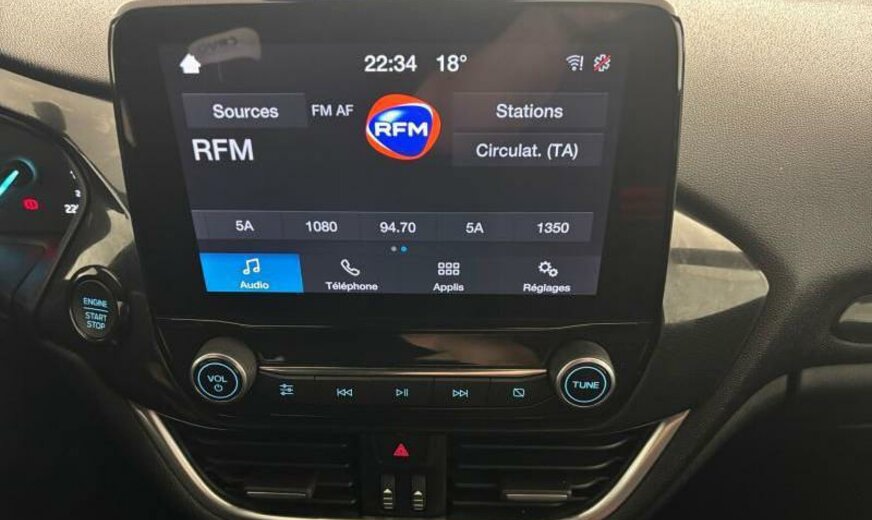 22:34 18°
Sources FM AF RFM Stations
RFM
Circulat. (TA)
5A 1080 94.70 5A 1350
Audio Téléphone Applis Réglages
ENGINE
START
STOP
VOL
TUNE